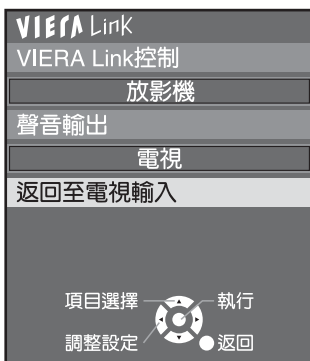 VIERA Link
VIERA Link控制
放影機
聲音輸出
電視
返回至電視輸入
項目選擇 執行
調整設定 返回